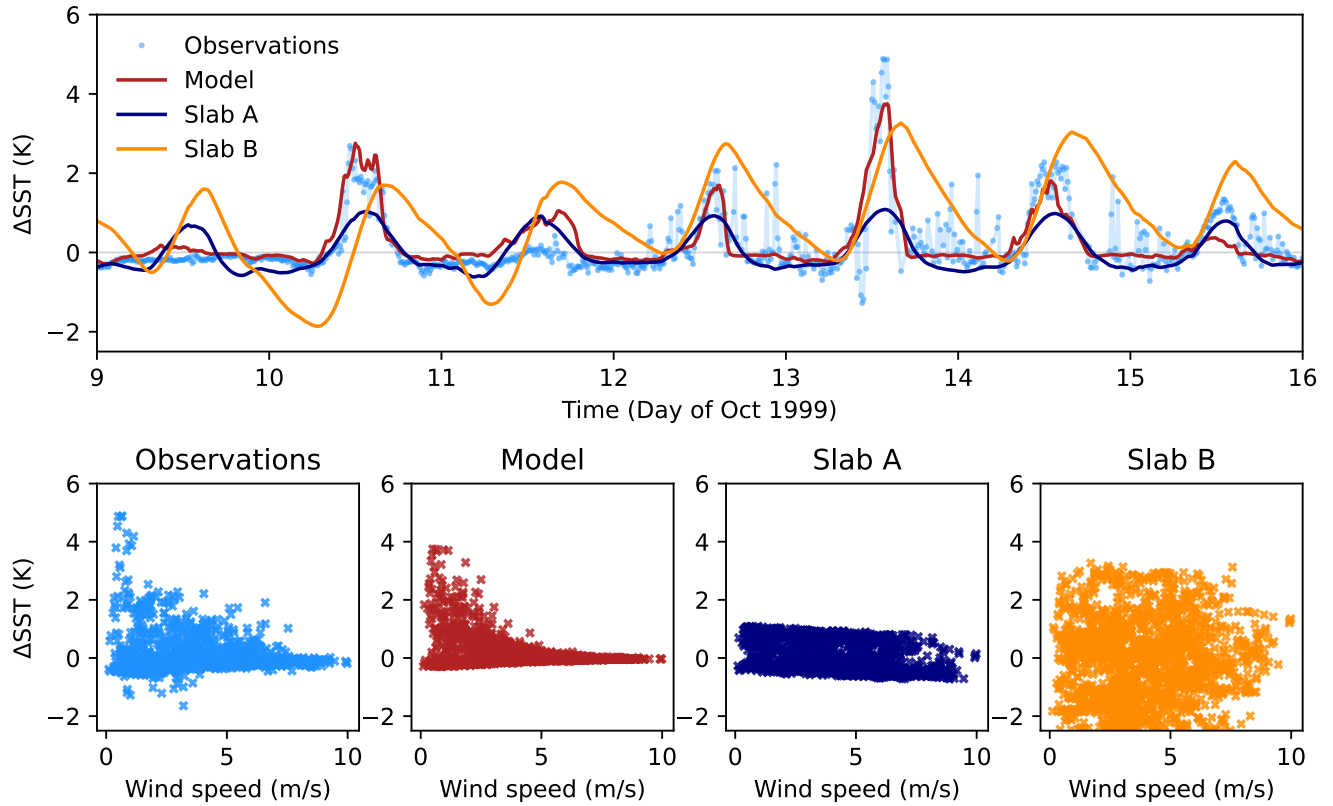 6
4
2
0
−2
ΔSST (K)
Observations
Model
Slab A
Slab B
9 10 11 12 13 14 15 16
Time (Day of Oct 1999)
Observations Model Slab A Slab B
6 6 6 6
4 4 4 4
2 2 2 2
0 0 0 0
−2 −2 −2 −2
ΔSST (K)
0 5 10 0 5 10 0 5 10 0 5 10
Wind speed (m/s) Wind speed (m/s) Wind speed (m/s) Wind speed (m/s)